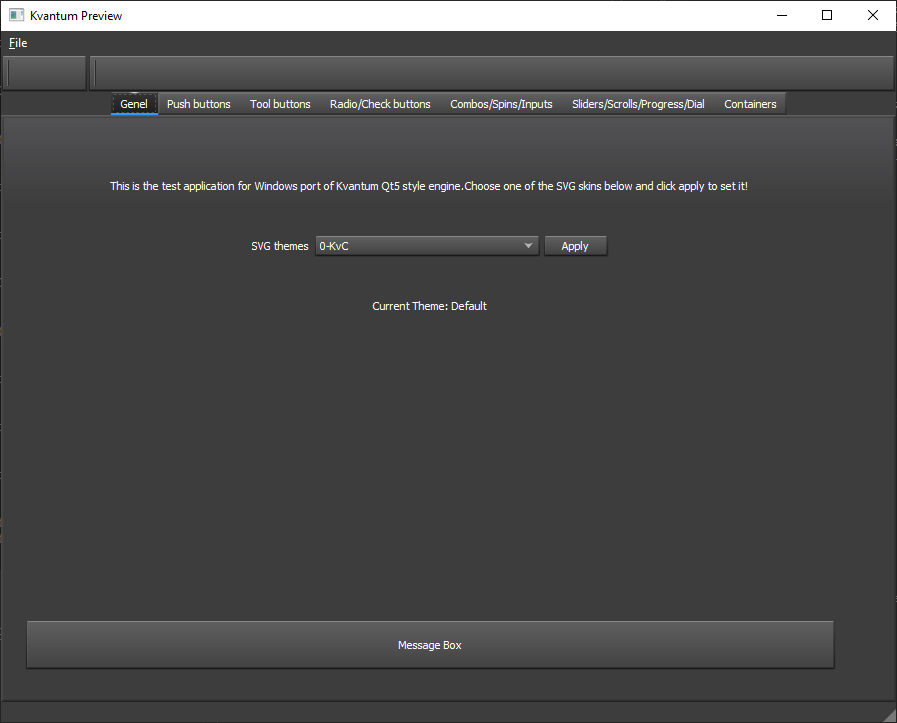 Kvantum Preview
File
Genel Push buttons Tool buttons Radio/Check buttons Combos/Spins/Inputs Sliders/Scrolls/Progress/Dial Containers
This is the test application for Windows port of Kvantum Qt5 style engine.Choose one of the SVG skins below and click apply to set it!
SVG themes 0-KvC Apply
Current Theme: Default
Message Box